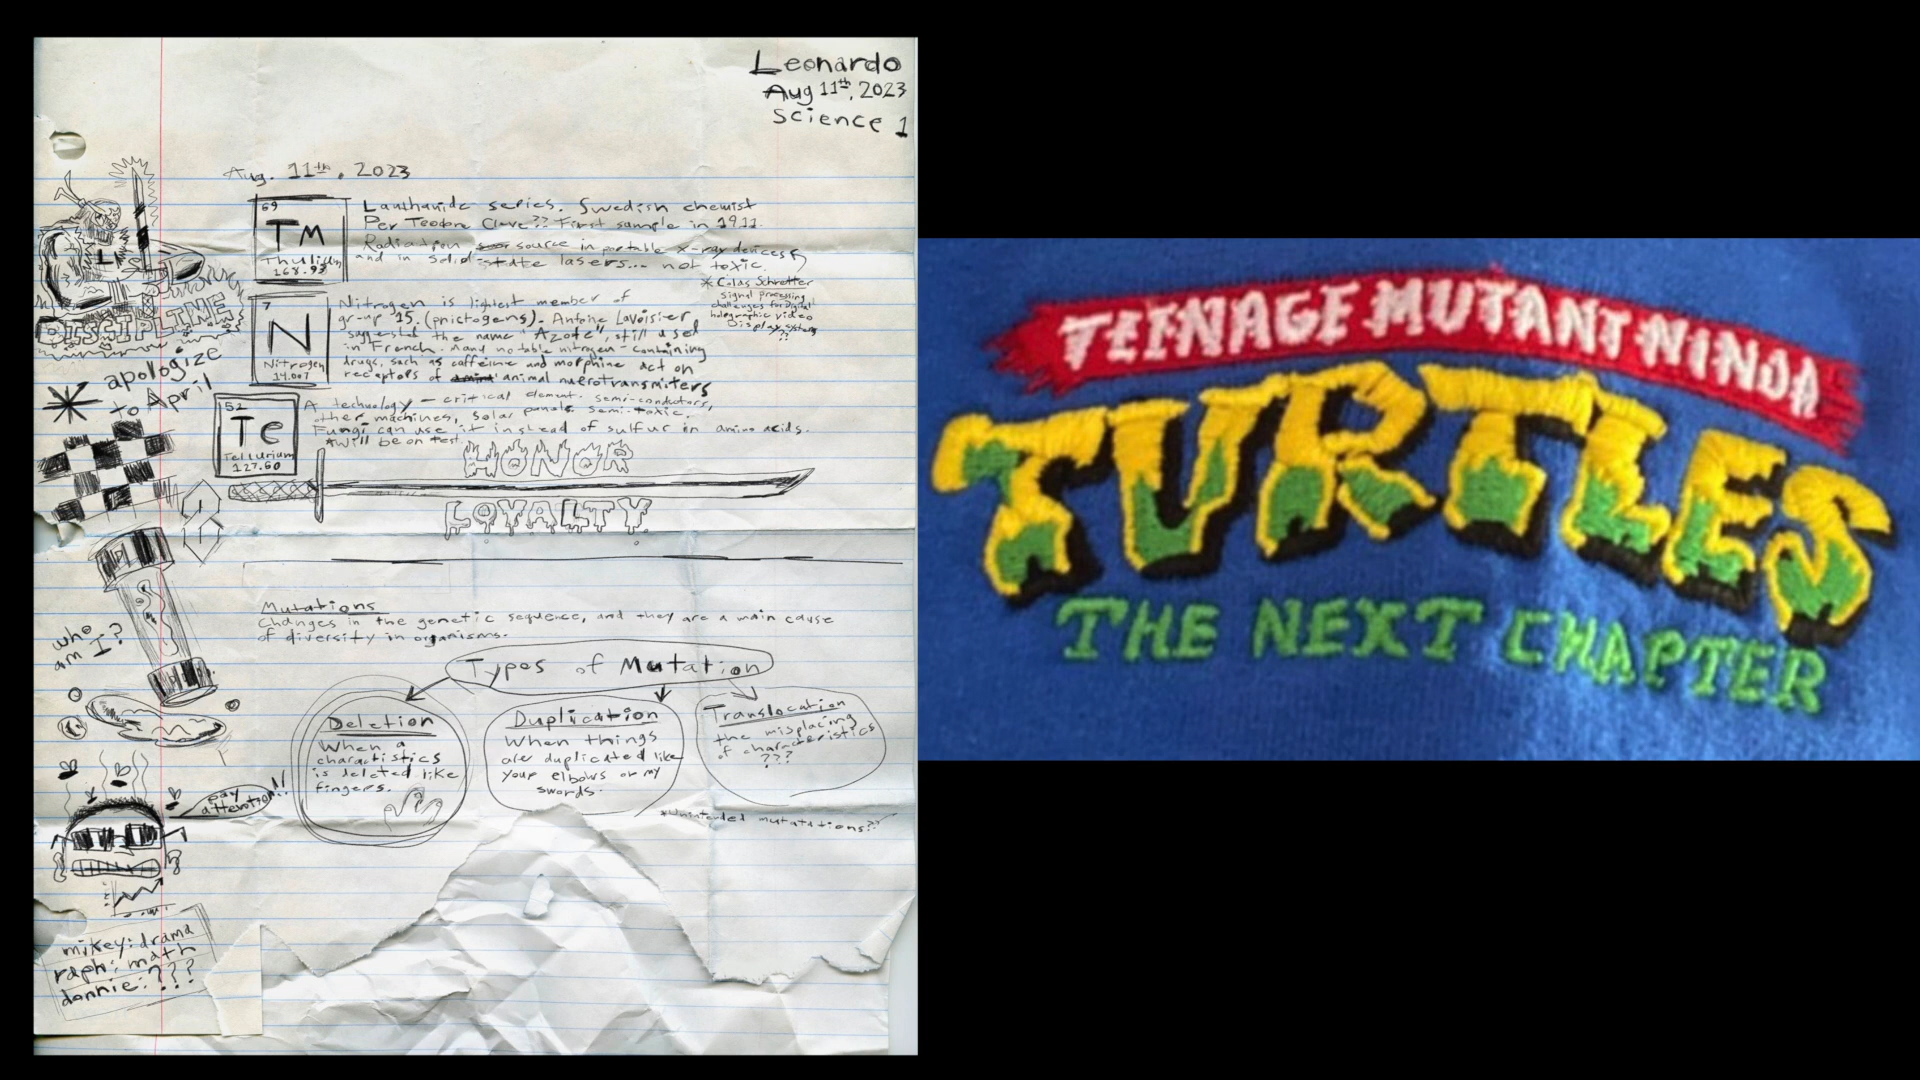 Leonardo
Aug 11th, 2023
Science 1
Aug. 11th, 2023
69
Tm
Thulium
168.93
Lanthanide series. Swedish chemist
Per Teodor Cleve?? First sample in 1911.
Radiation source in portable x-ray devices
and in solid-state lasers... not toxic.
* Colas Schretter
Signal processing
challenges for digital
holographic video
Display systems
??
7
N
Nitrogen
14.007
Nitrogen is lightest member of
group 15. (pnictogens). Antoine Lavoisier
suggested the name "Azote", still used
in French. Many notable nitrogen-containing
drugs, such as caffeine and morphine act on
receptors of animal nuerotransmiters
52
Te
Tellurium
127.60
A technology-critical element. semi-conductors,
other machines, solar panels. semi-toxic.
Fungi can use it instead of sulfur in amino acids.
*Will be on test
DISCIPLINE
apologize
to April
HONOR
LOYALTY
Mutations
Changes in the genetic sequence, and they are a main cause
of diversity in organisms.
who
am I?
Types of Mutation
Deletion
When a
charactistics
is deleted like
fingers.
Duplication
When things
are duplicated like
your elbows or my
swords.
Translocation
the misplacing
of characteristics
???
*Unintended mutatations??
pay
attention!!
mikey: drama
raph: math
donnie: ???
TEENAGE MUTANT NINJA
TURTLES
THE NEXT CHAPTER